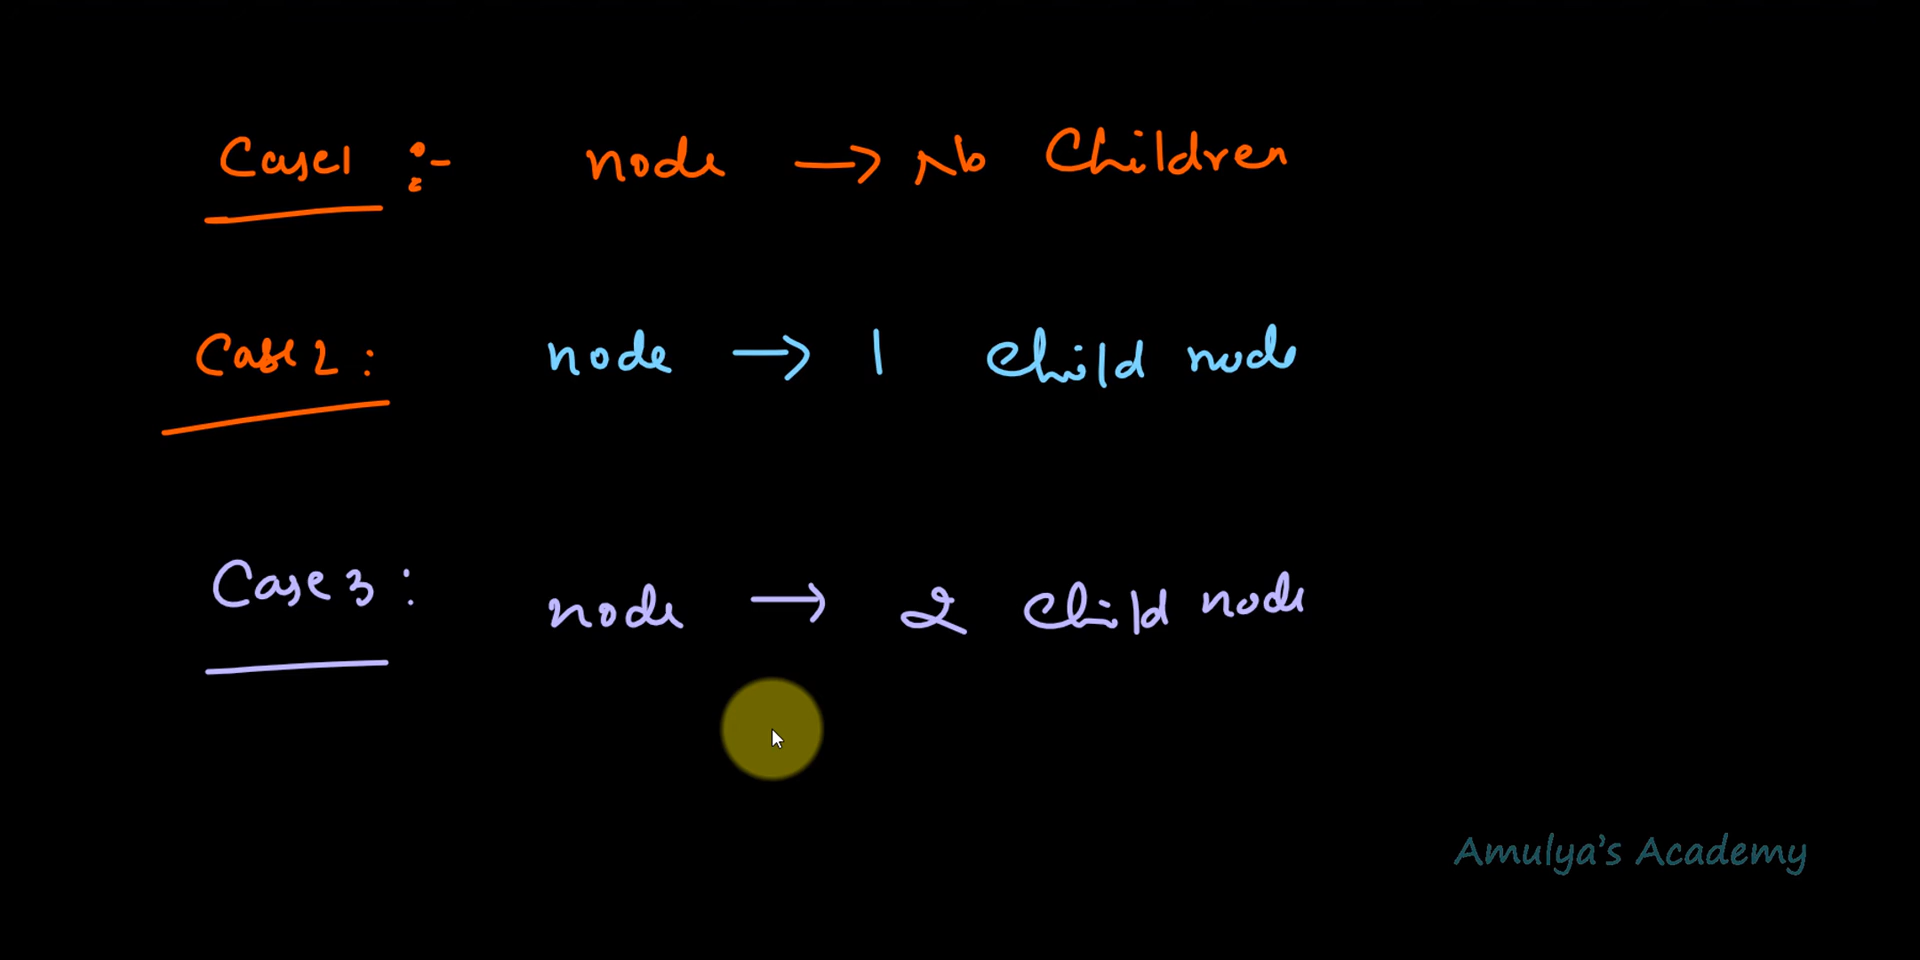 Case1 :- node → No Children
Case 2 : node → 1 Child node
Case 3 : node → 2 Child node
Amulya's Academy